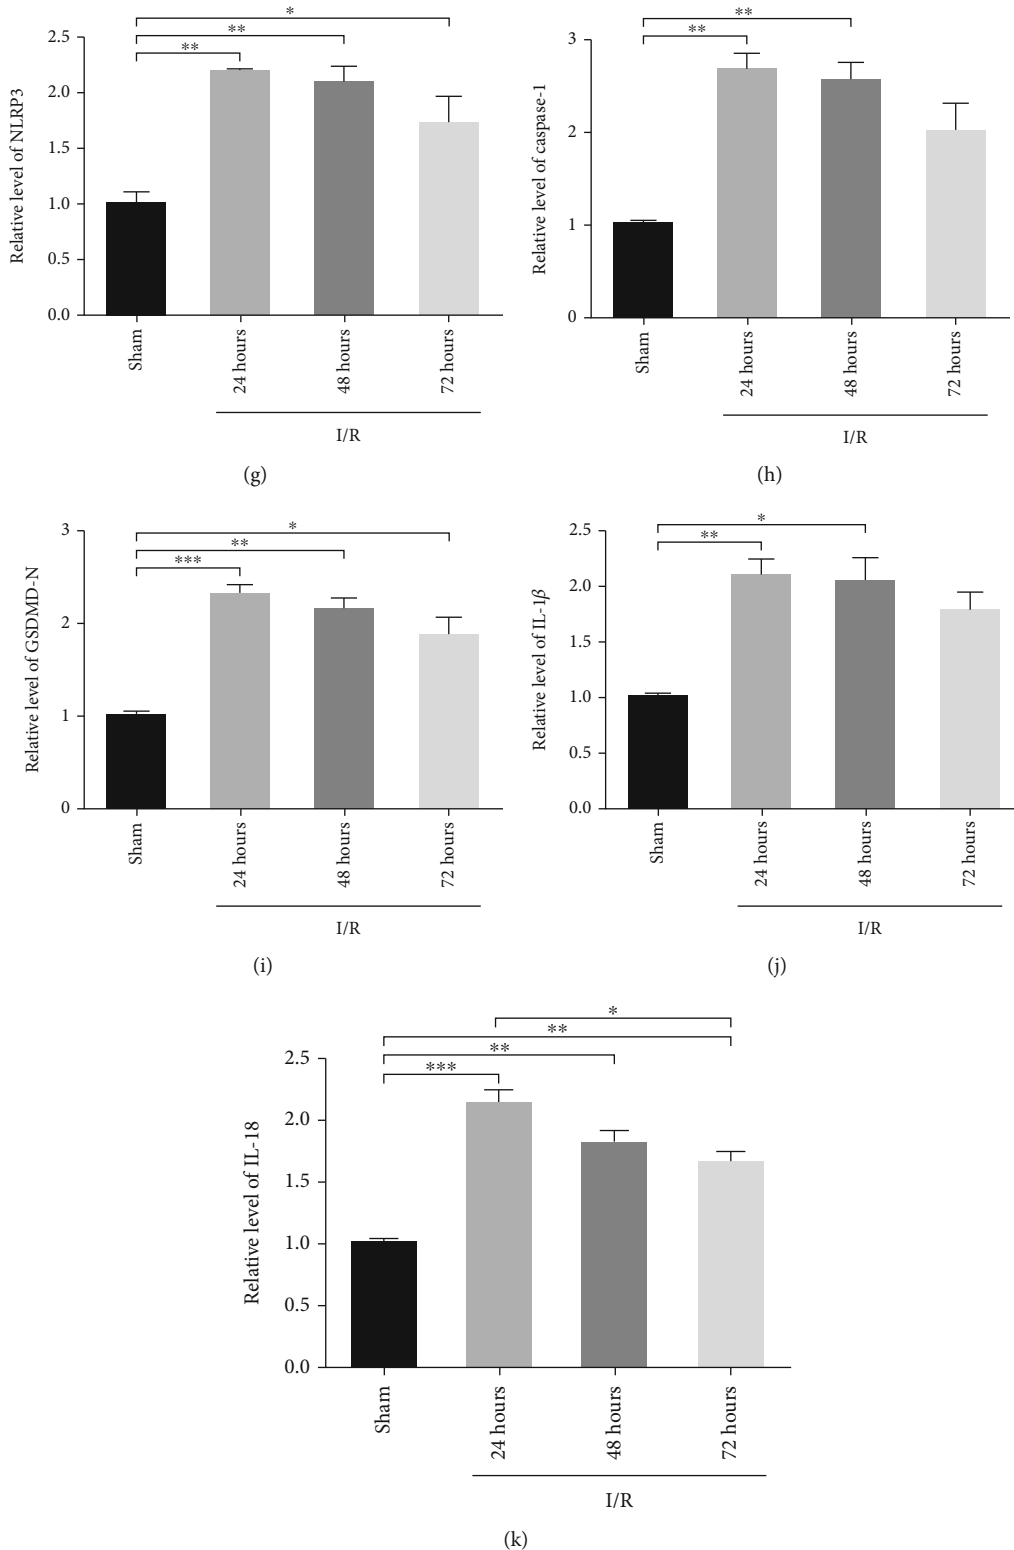 *
**
**
2.5
2.0
1.5
1.0
0.5
0.0
Relative level of NLRP3
Sham
24 hours
48 hours
72 hours
I/R
(g)
**
**
3
2
1
0
Relative level of caspase-1
Sham
24 hours
48 hours
72 hours
I/R
(h)
*
**
***
3
2
1
0
Relative level of GSDMD-N
Sham
24 hours
48 hours
72 hours
I/R
(i)
*
**
2.5
2.0
1.5
1.0
0.5
0.0
Relative level of IL-1β
Sham
24 hours
48 hours
72 hours
I/R
(j)
*
**
**
***
2.5
2.0
1.5
1.0
0.5
0.0
Relative level of IL-18
Sham
24 hours
48 hours
72 hours
I/R
(k)